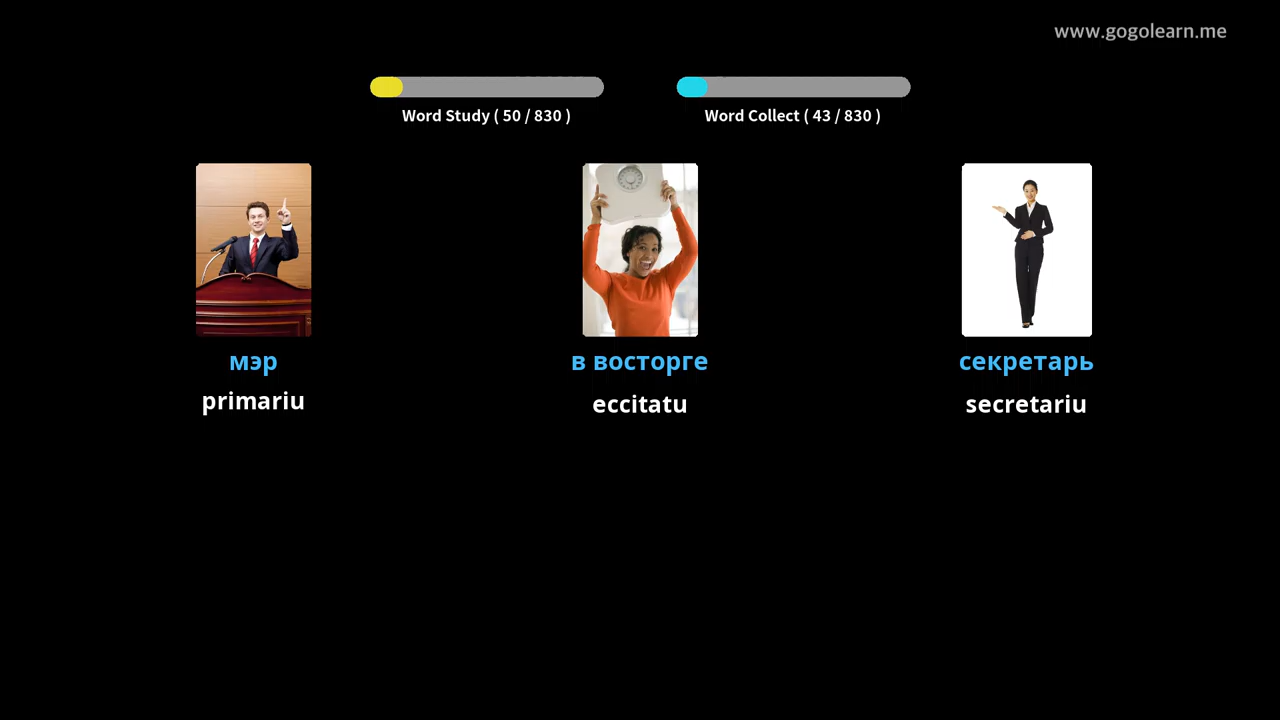 www.gogolearn.me
Word Study ( 50 / 830 )
Word Collect ( 43 / 830 )
мэр
в восторге
секретарь
primariu
eccitatu
secretariu